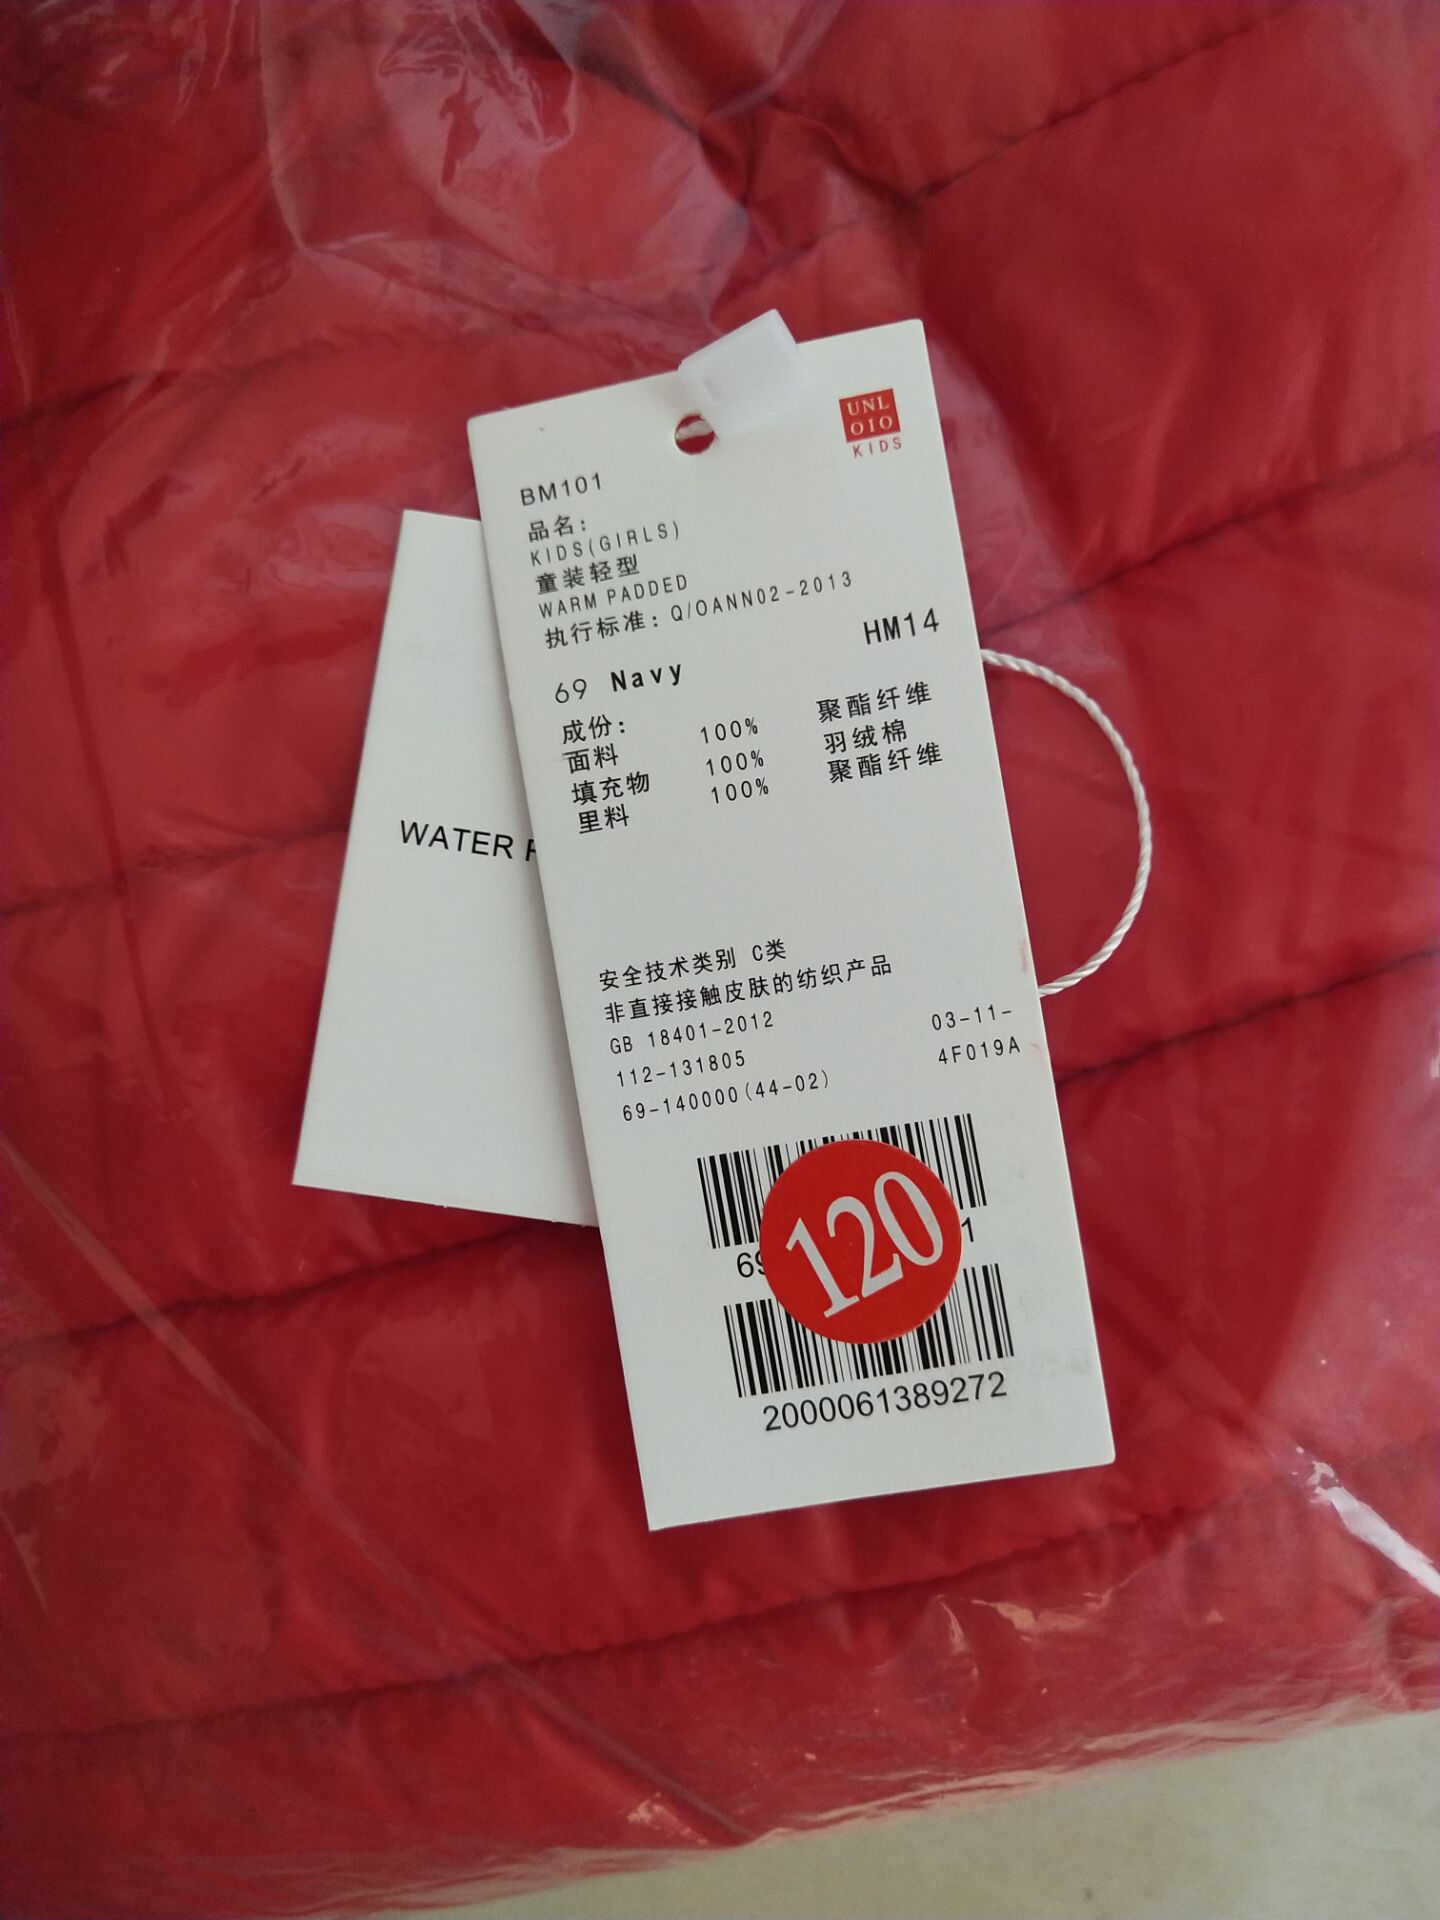 UNL
OIO
KIDS
BM101
品名：
KIDS(GIRLS)
童装轻型
WARM PADDED
执行标准：Q/OANN02-2013
HM14
69 Navy
成份：
面料 100% 聚酯纤维
填充物 100% 羽绒棉
里料 100% 聚酯纤维
WATER
安全技术类别 C类
非直接接触皮肤的纺织产品
GB 18401-2012
112-131805 03-11-
69-140000(44-02) 4F019A
120
2000061389272